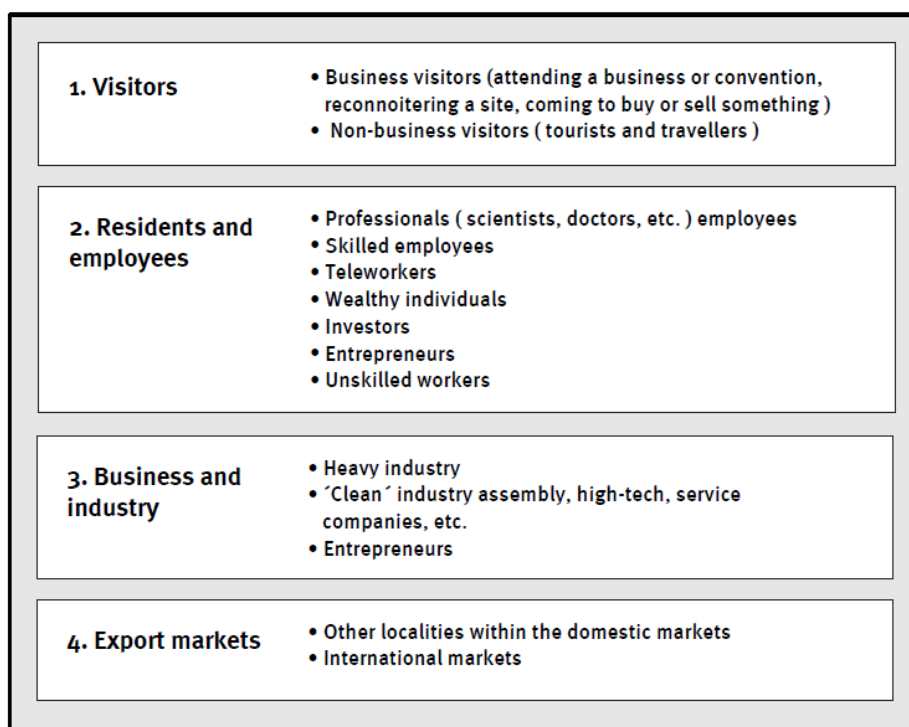 1. Visitors
• Business visitors (attending a business or convention,
reconnoitering a site, coming to buy or sell something )
• Non-business visitors ( tourists and travellers )
2. Residents and
employees
• Professionals ( scientists, doctors, etc. ) employees
• Skilled employees
• Teleworkers
• Wealthy individuals
• Investors
• Entrepreneurs
• Unskilled workers
3. Business and
industry
• Heavy industry
• ´Clean´ industry assembly, high-tech, service
companies, etc.
• Entrepreneurs
4. Export markets
• Other localities within the domestic markets
• International markets